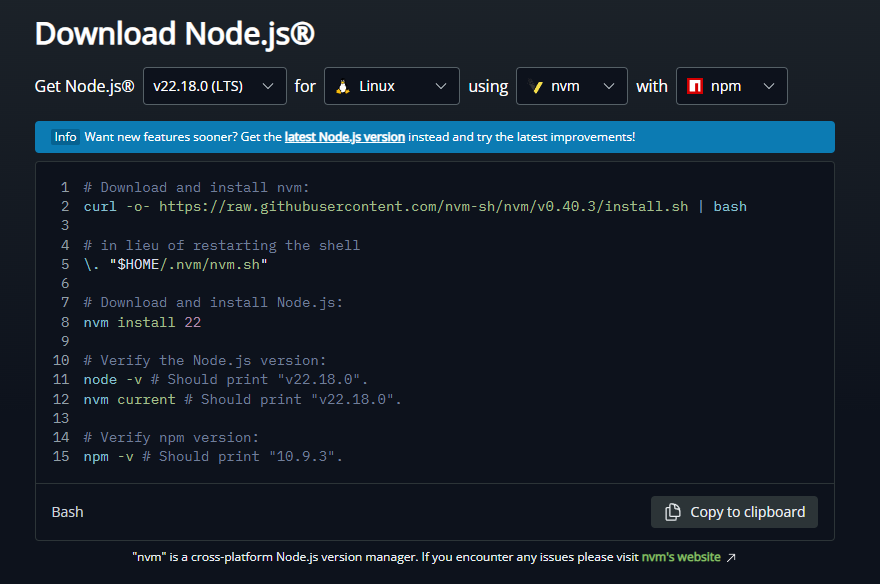 Download Node.js®
Get Node.js® v22.18.0 (LTS) for Linux using nvm with npm
Info Want new features sooner? Get the latest Node.js version instead and try the latest improvements!
1 # Download and install nvm:
2 curl -o- https://raw.githubusercontent.com/nvm-sh/nvm/v0.40.3/install.sh | bash
3
4 # in lieu of restarting the shell
5 \. "$HOME/.nvm/nvm.sh"
6
7 # Download and install Node.js:
8 nvm install 22
9
10 # Verify the Node.js version:
11 node -v # Should print "v22.18.0".
12 nvm current # Should print "v22.18.0".
13
14 # Verify npm version:
15 npm -v # Should print "10.9.3".
Bash Copy to clipboard
"nvm" is a cross-platform Node.js version manager. If you encounter any issues please visit nvm's website ↗